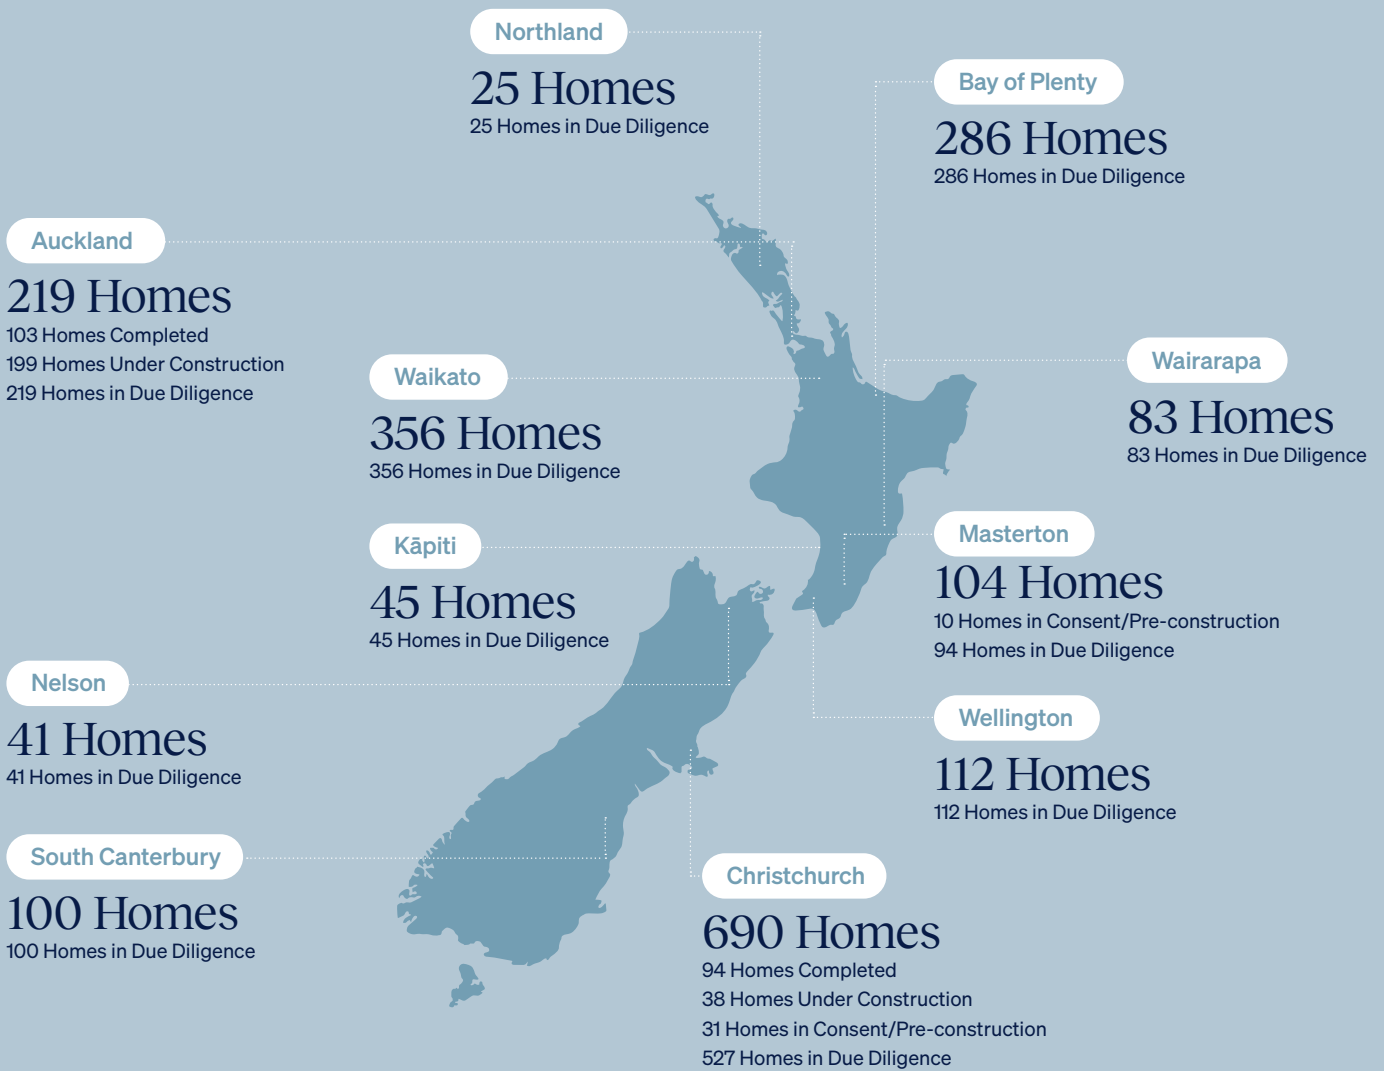 Northland
25 Homes
25 Homes in Due Diligence
Bay of Plenty
286 Homes
286 Homes in Due Diligence
Auckland
219 Homes
103 Homes Completed
199 Homes Under Construction
219 Homes in Due Diligence
Waikato
356 Homes
356 Homes in Due Diligence
Wairarapa
83 Homes
83 Homes in Due Diligence
Kāpiti
45 Homes
45 Homes in Due Diligence
Masterton
104 Homes
10 Homes in Consent/Pre-construction
94 Homes in Due Diligence
Nelson
41 Homes
41 Homes in Due Diligence
Wellington
112 Homes
112 Homes in Due Diligence
South Canterbury
100 Homes
100 Homes in Due Diligence
Christchurch
690 Homes
94 Homes Completed
38 Homes Under Construction
31 Homes in Consent/Pre-construction
527 Homes in Due Diligence